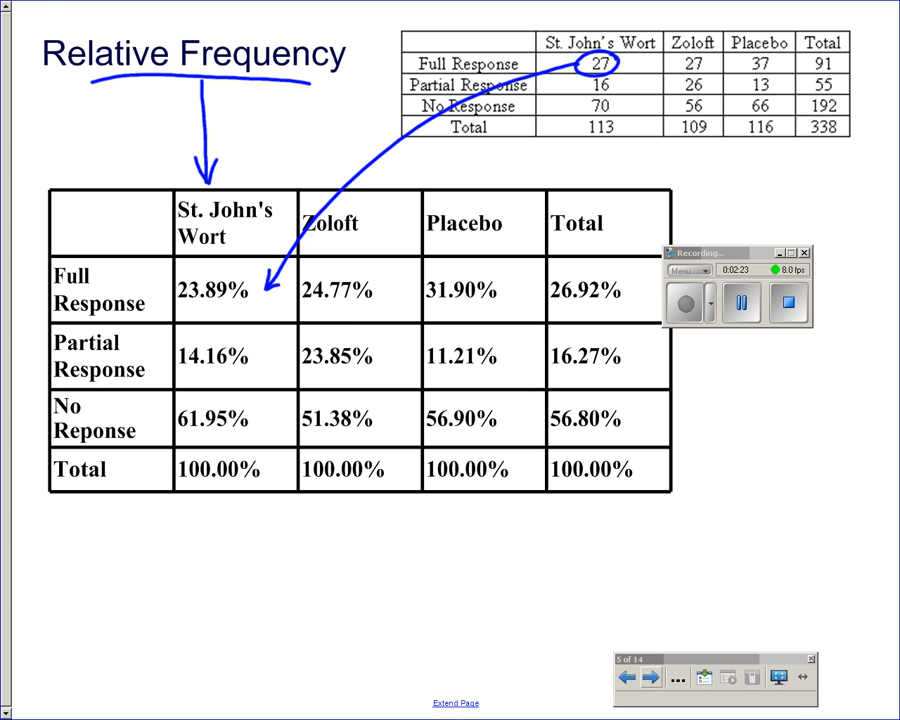 Relative Frequency
St. John's Wort Zoloft Placebo Total
Full Response 27 27 37 91
Partial Response 16 26 13 55
No Response 70 56 66 192
Total 113 109 116 338
St. John's
Wort Zoloft Placebo Total
Full
Response 23.89% 24.77% 31.90% 26.92%
Partial
Response 14.16% 23.85% 11.21% 16.27%
No
Reponse 61.95% 51.38% 56.90% 56.80%
Total 100.00% 100.00% 100.00% 100.00%
Recording...
Menu 0:02:23 8.0 fps
5 of 14
...
Extend Page